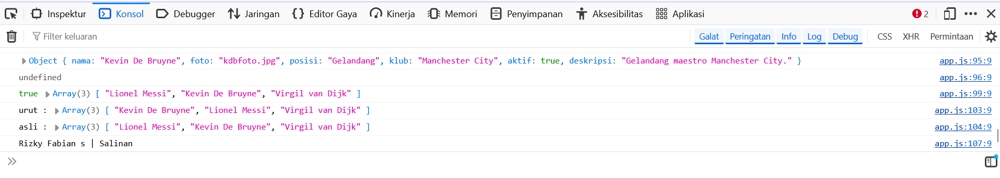 Inspektur Konsol Debugger Jaringan Editor Gaya Kinerja Memori Penyimpanan Aksesibilitas Aplikasi 2
Filter keluaran Galat Peringatan Info Log Debug CSS XHR Permintaan
Object { nama: "Kevin De Bruyne", foto: "kdbfoto.jpg", posisi: "Gelandang", klub: "Manchester City", aktif: true, deskripsi: "Gelandang maestro Manchester City." } app.js:95:9
undefined app.js:96:9
true Array(3) [ "Lionel Messi", "Kevin De Bruyne", "Virgil van Dijk" ] app.js:99:9
urut : Array(3) [ "Kevin De Bruyne", "Lionel Messi", "Virgil van Dijk" ] app.js:103:9
asli : Array(3) [ "Lionel Messi", "Kevin De Bruyne", "Virgil van Dijk" ] app.js:104:9
Rizky Fabian s | Salinan app.js:107:9